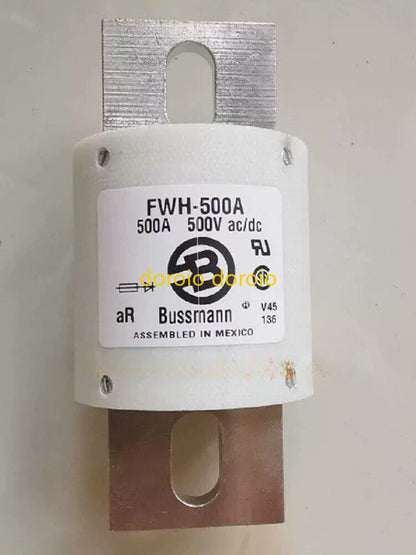 FWH-500A
500A 500V ac/dc
B
dorolo dorolo
aR Bussmann ® V45
136
ASSEMBLED IN MEXICO